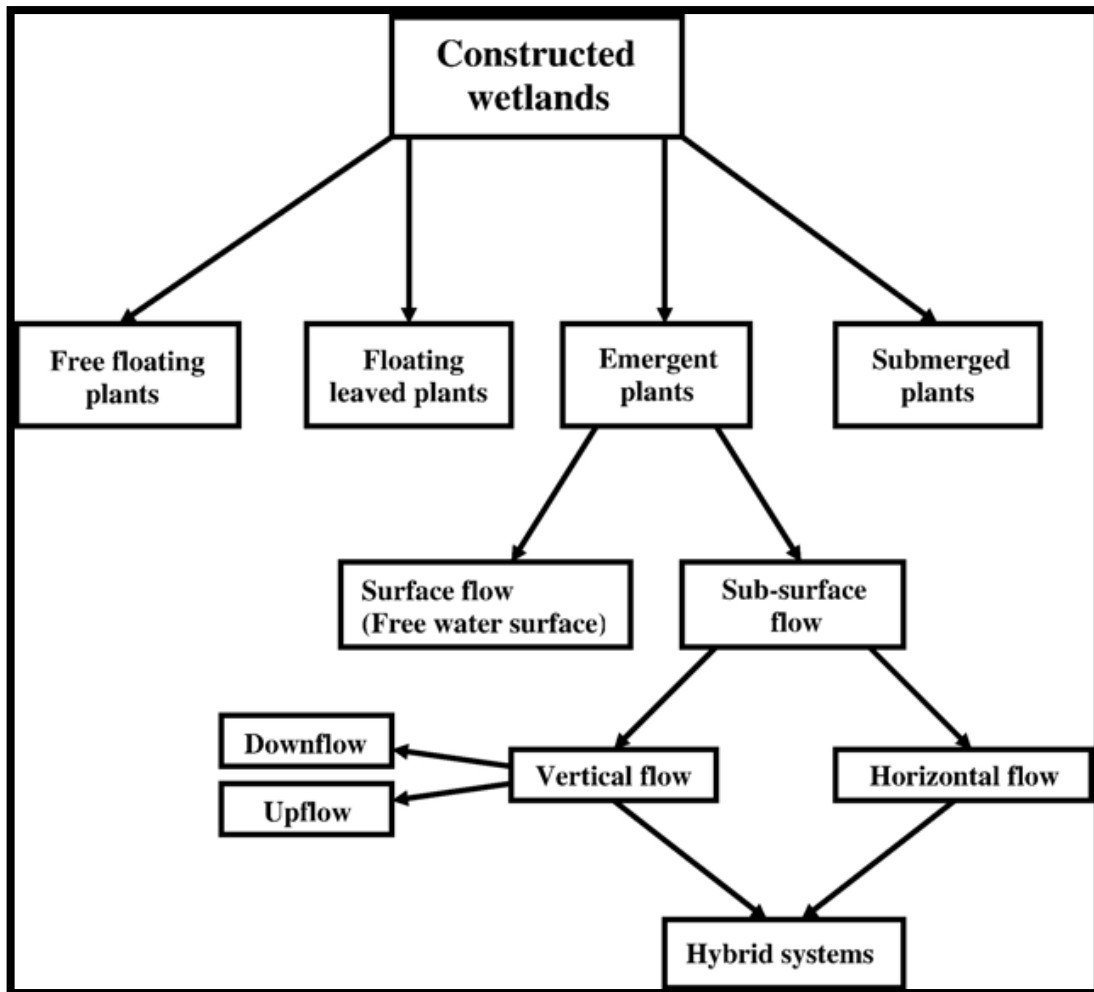 Constructed
wetlands
Free floating
plants
Floating
leaved plants
Emergent
plants
Submerged
plants
Surface flow
(Free water surface)
Sub-surface
flow
Downflow
Upflow
Vertical flow
Horizontal flow
Hybrid systems